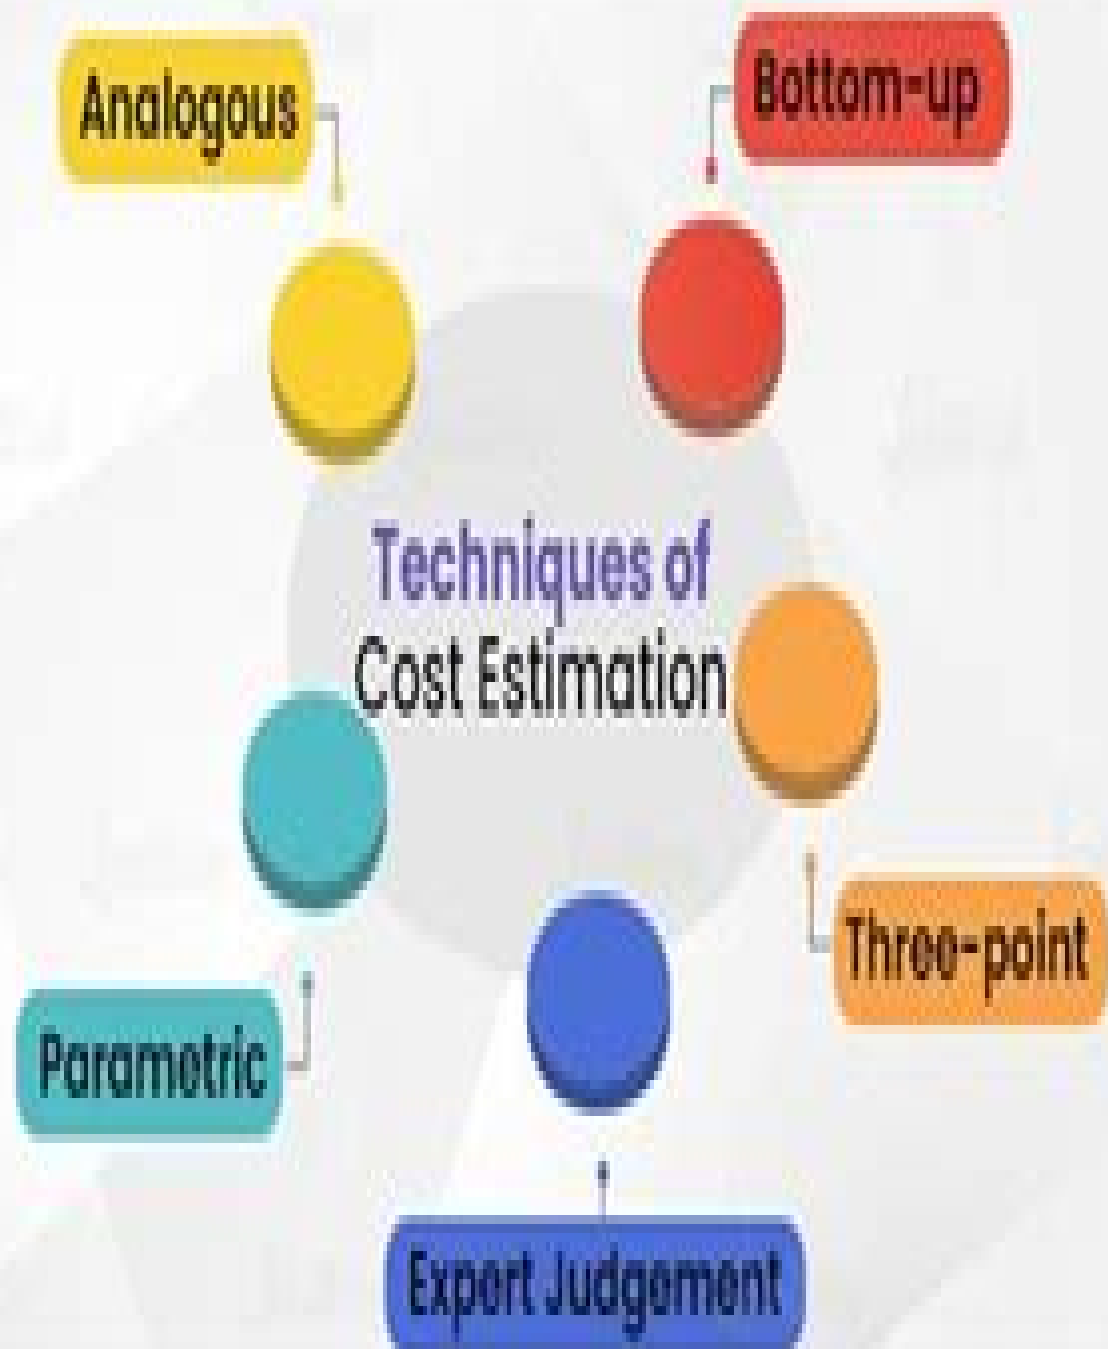 Analogous
Bottom-up
Techniques of
Cost Estimation
Three-point
Parametric
Expert Judgement